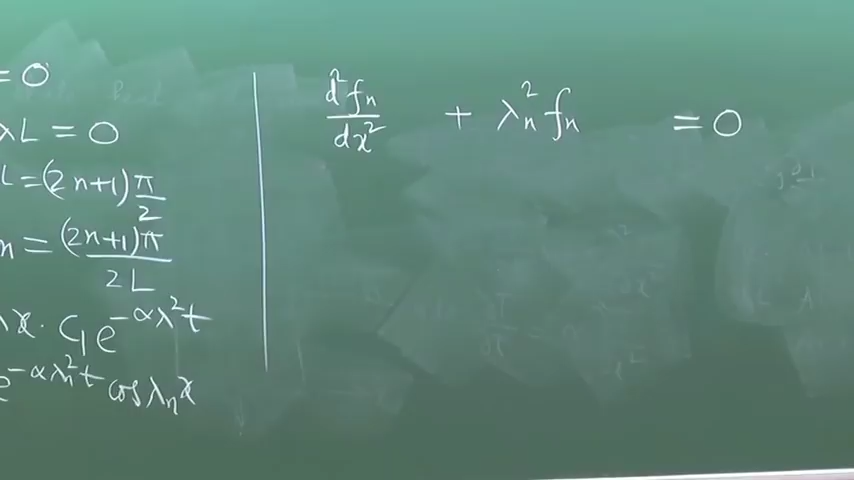 = 0
λL = 0
L = (2n+1) π/2
n = (2n+1)π / 2L
λx · C₁ e^{-αλ²t}
e^{-αλₙ²t} cos λₙx
d²fₙ/dx² + λₙ² fₙ = 0